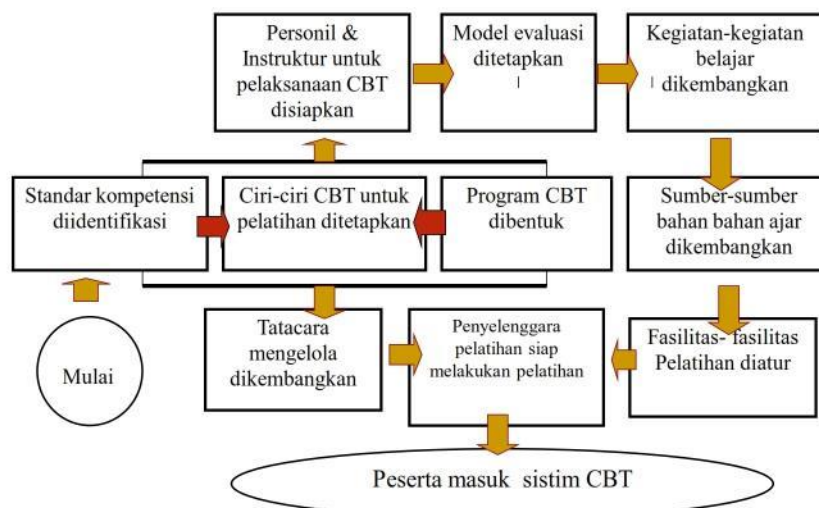 Personil &
Instruktur untuk
pelaksanaan CBT
disiapkan
Model evaluasi
ditetapkan
Kegiatan-kegiatan
belajar
dikembangkan
Standar kompetensi
diidentifikasi
Ciri-ciri CBT untuk
pelatihan ditetapkan
Program CBT
dibentuk
Sumber-sumber
bahan bahan ajar
dikembangkan
Mulai
Tatacara
mengelola
dikembangkan
Penyelenggara
pelatihan siap
melakukan pelatihan
Fasilitas- fasilitas
Pelatihan diatur
Peserta masuk sistim CBT